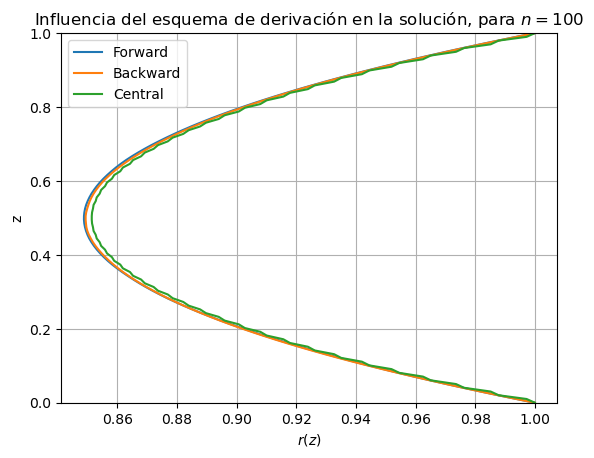 Influencia del esquema de derivación en la solución, para n = 100
Forward
Backward
Central
1.0
0.8
0.6
0.4
0.2
0.0
z
0.86 0.88 0.90 0.92 0.94 0.96 0.98 1.00
r(z)